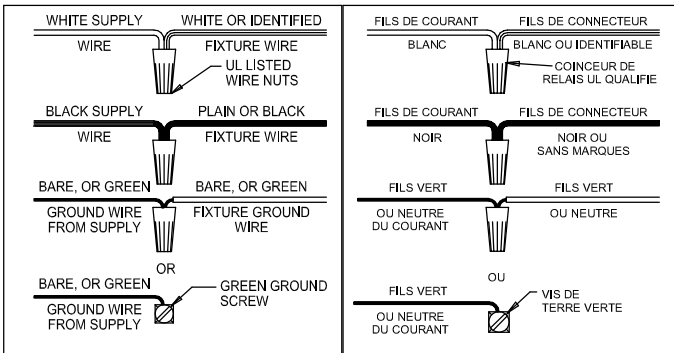 WHITE SUPPLY
WIRE
WHITE OR IDENTIFIED
FIXTURE WIRE
UL LISTED
WIRE NUTS
BLACK SUPPLY
WIRE
PLAIN OR BLACK
FIXTURE WIRE
BARE, OR GREEN
GROUND WIRE
FROM SUPPLY
BARE, OR GREEN
FIXTURE GROUND
WIRE
OR
BARE, OR GREEN
GROUND WIRE
FROM SUPPLY
GREEN GROUND
SCREW
FILS DE COURANT
BLANC
FILS DE CONNECTEUR
BLANC OU IDENTIFIABLE
COINCEUR DE
RELAIS UL QUALIFIE
FILS DE COURANT
NOIR
FILS DE CONNECTEUR
NOIR OU
SANS MARQUES
FILS VERT
OU NEUTRE
DU COURANT
FILS VERT
OU NEUTRE
OU
FILS VERT
OU NEUTRE
DU COURANT
VIS DE
TERRE VERTE